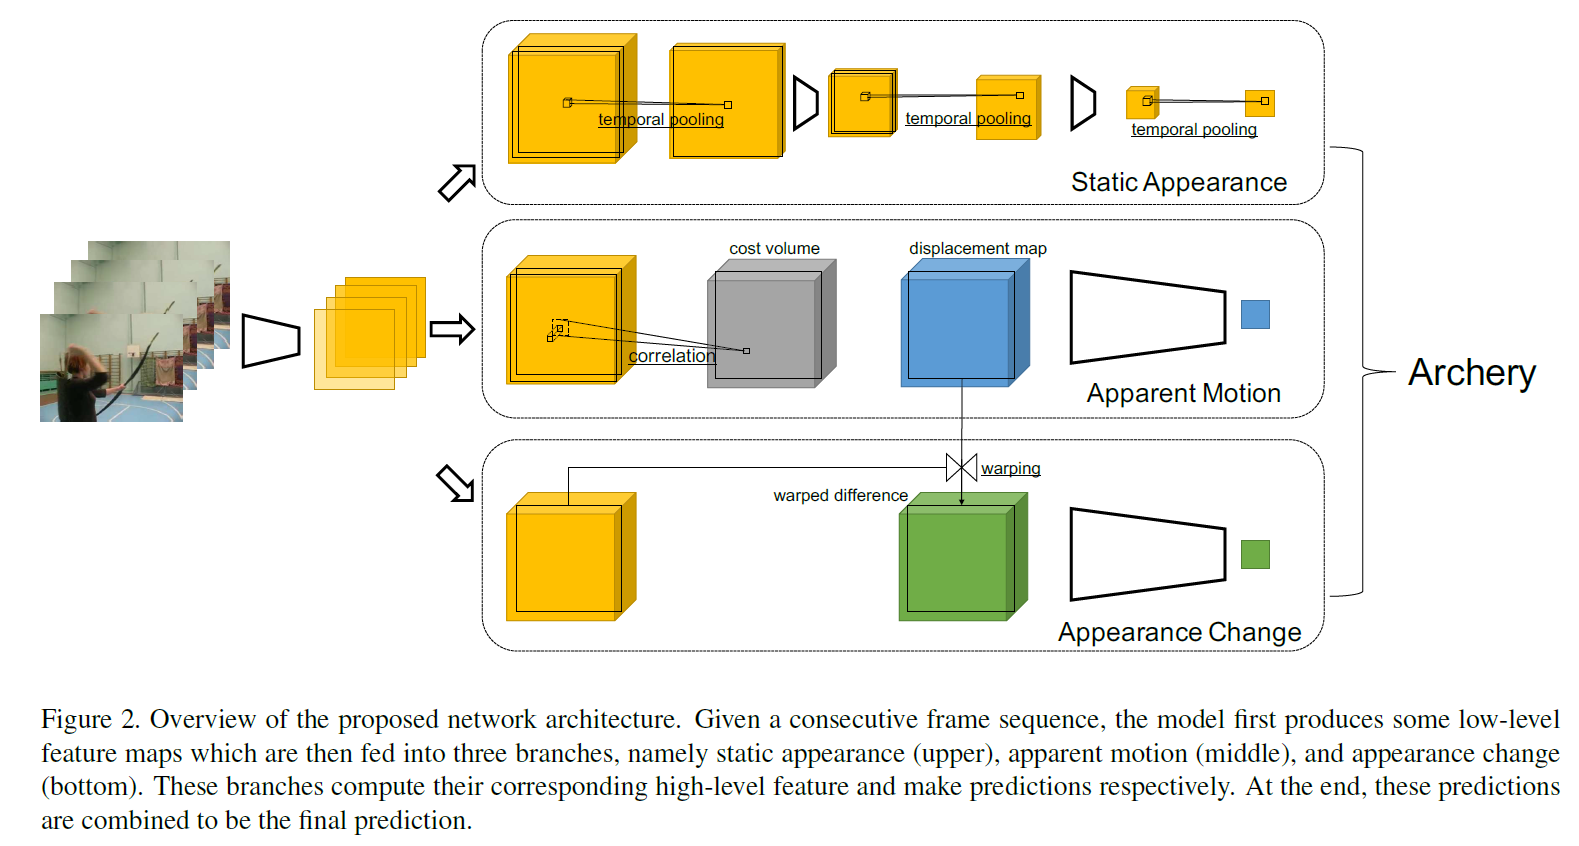 temporal pooling
temporal pooling
temporal pooling
Static Appearance
cost volume
displacement map
correlation
Apparent Motion
Archery
warping
warped difference
Appearance Change
Figure 2. Overview of the proposed network architecture. Given a consecutive frame sequence, the model first produces some low-level
feature maps which are then fed into three branches, namely static appearance (upper), apparent motion (middle), and appearance change
(bottom). These branches compute their corresponding high-level feature and make predictions respectively. At the end, these predictions
are combined to be the final prediction.